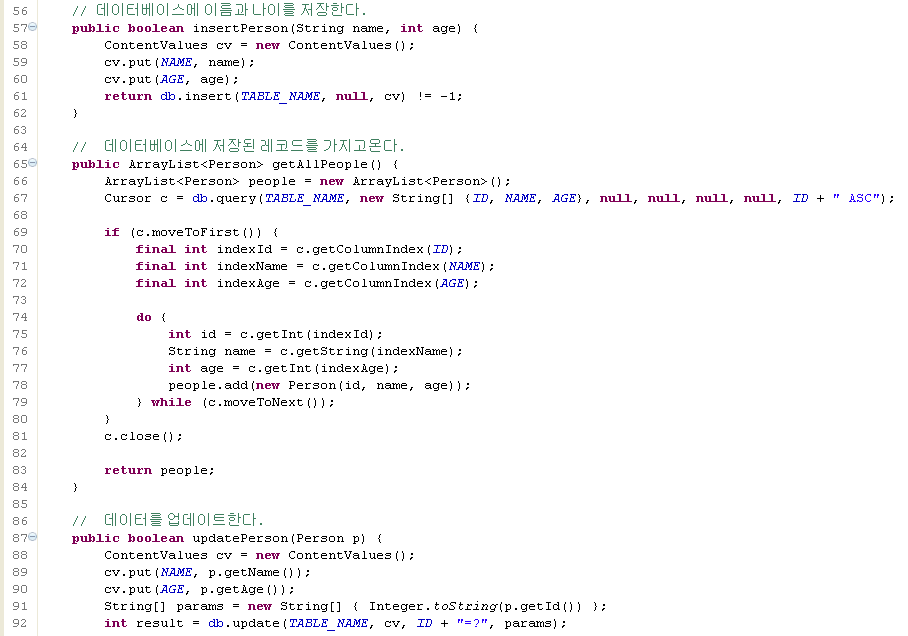 56 // 데이터베이스에 이름과 나이를 저장한다.
57 public boolean insertPerson(String name, int age) {
58 ContentValues cv = new ContentValues();
59 cv.put(NAME, name);
60 cv.put(AGE, age);
61 return db.insert(TABLE_NAME, null, cv) != -1;
62 }
63
64 // 데이터베이스에 저장된 레코드를 가지고온다.
65 public ArrayList<Person> getAllPeople() {
66 ArrayList<Person> people = new ArrayList<Person>();
67 Cursor c = db.query(TABLE_NAME, new String[] {ID, NAME, AGE}, null, null, null, null, ID + " ASC");
68
69 if (c.moveToFirst()) {
70 final int indexId = c.getColumnIndex(ID);
71 final int indexName = c.getColumnIndex(NAME);
72 final int indexAge = c.getColumnIndex(AGE);
73
74 do {
75 int id = c.getInt(indexId);
76 String name = c.getString(indexName);
77 int age = c.getInt(indexAge);
78 people.add(new Person(id, name, age));
79 } while (c.moveToNext());
80 }
81 c.close();
82
83 return people;
84 }
85
86 // 데이터를 업데이트한다.
87 public boolean updatePerson(Person p) {
88 ContentValues cv = new ContentValues();
89 cv.put(NAME, p.getName());
90 cv.put(AGE, p.getAge());
91 String[] params = new String[] { Integer.toString(p.getId()) };
92 int result = db.update(TABLE_NAME, cv, ID + "=?", params);